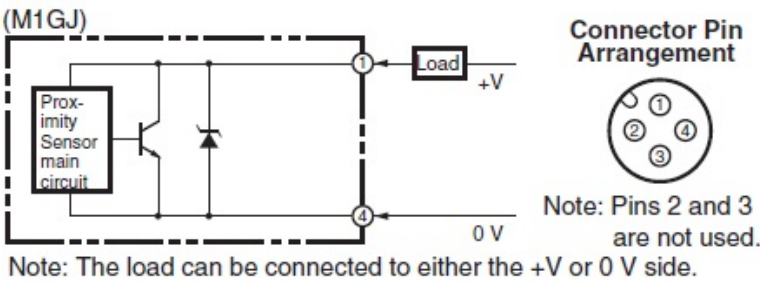 (M1GJ)
Connector Pin
Arrangement
1
Load
+V
Prox-
imity
Sensor
main
circuit
1
2
4
3
4
0 V
Note: Pins 2 and 3
are not used.
Note: The load can be connected to either the +V or 0 V side.